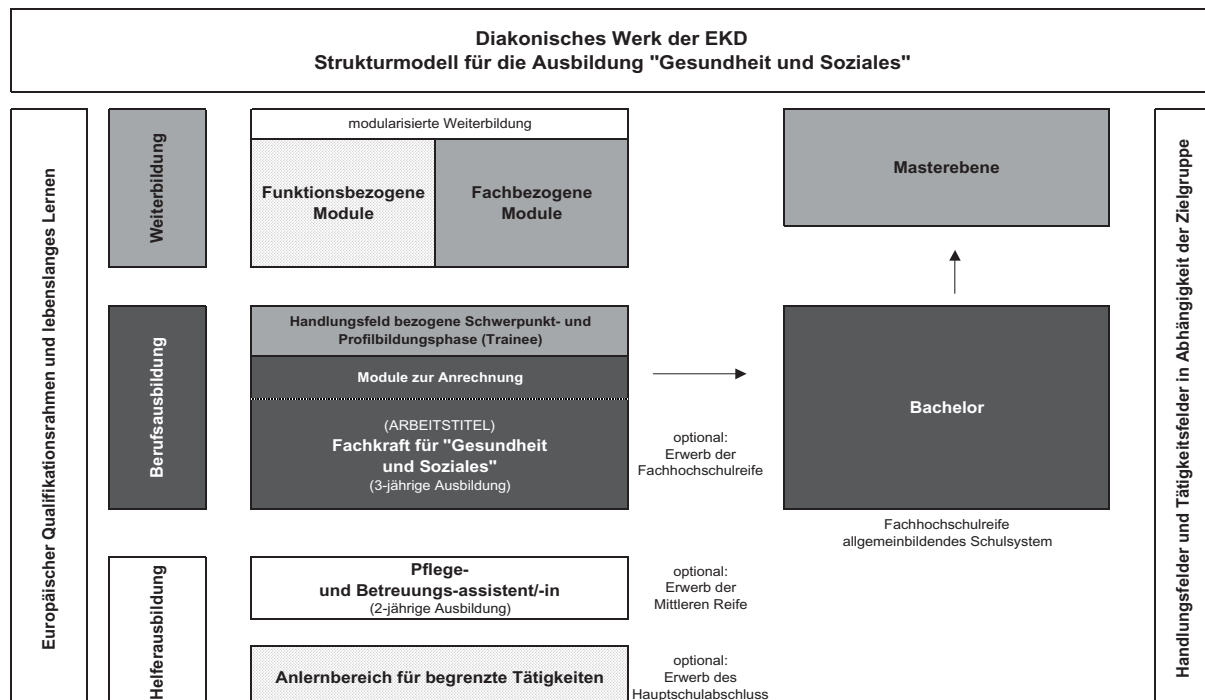 Diakonisches Werk der EKD
Strukturmodell für die Ausbildung "Gesundheit und Soziales"
Europäischer Qualifikationsrahmen und lebenslanges Lernen
Weiterbildung
modularisierte Weiterbildung
Funktionsbezogene
Module
Fachbezogene
Module
Masterebene
Berufsausbildung
Handlungsfeld bezogene Schwerpunkt- und
Profilbildungsphase (Trainee)
Module zur Anrechnung
(ARBEITSTITEL)
Fachkraft für "Gesundheit
und Soziales"
(3-jährige Ausbildung)
optional:
Erwerb der
Fachhochschulreife
Bachelor
Fachhochschulreife
allgemeinbildendes Schulsystem
Helferausbildung
Pflege-
und Betreuungs-assistent/-in
(2-jährige Ausbildung)
optional:
Erwerb der
Mittleren Reife
Anlernbereich für begrenzte Tätigkeiten
optional:
Erwerb des
Hauptschulabschluss
Handlungsfelder und Tätigkeitsfelder in Abhängigkeit der Zielgruppe